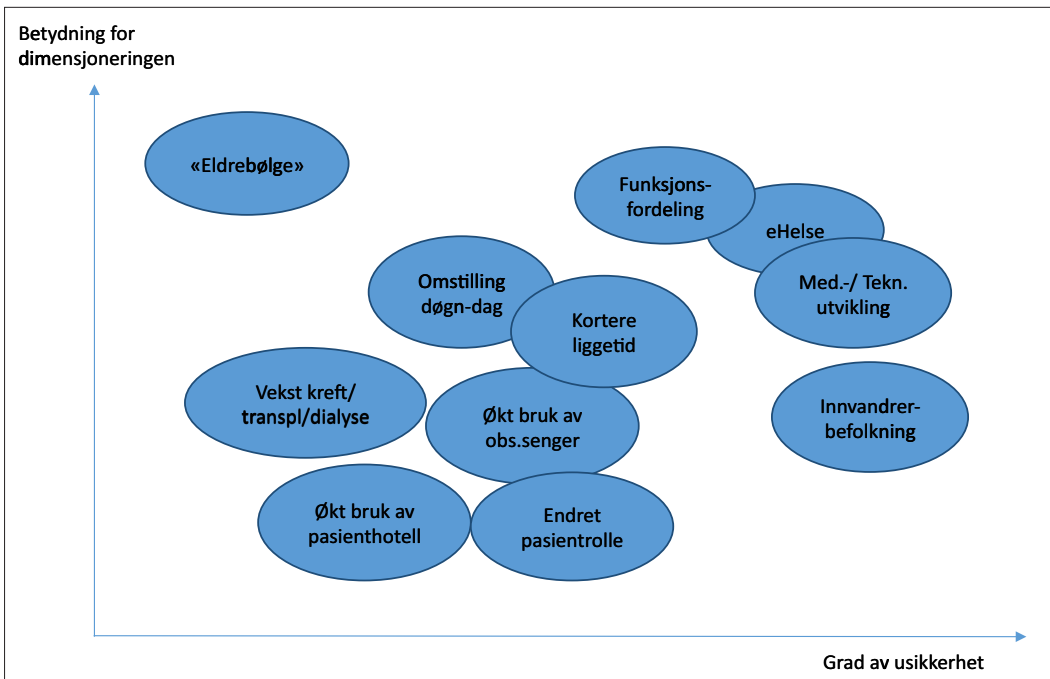 Betydning for
dimensjoneringen
«Eldrebølge»
Funksjons-
fordeling
eHelse
Omstilling
døgn-dag
Med.-/ Tekn.
utvikling
Kortere
liggetid
Vekst kreft/
transpl/dialyse
Økt bruk av
obs.senger
Innvandrer-
befolkning
Økt bruk av
pasienthotell
Endret
pasientrolle
Grad av usikkerhet